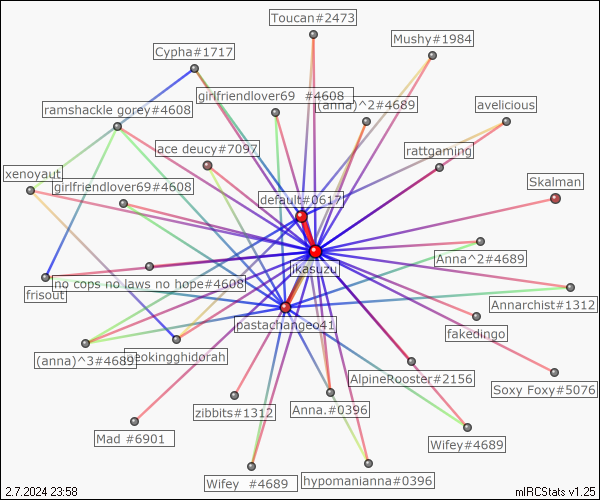 Toucan#2473
Mushy#1984
Cypha#1717
girlfriendlover69 #4608
(anna)^2#4689
avelicious
ramshackle gorey#4608
ace deucy#7097
rattgaming
xenoyaut
girlfriendlover69#4608
Skalman
default#0617
Anna^2#4689
ikasuzu
no cops no laws no hope#4608
frisout
Annarchist#1312
pastachangeo41
fakedingo
(anna)^3#4689
neokingghidorah
AlpineRooster#2156
Soxy Foxy#5076
zibbits#1312
Anna.#0396
Mad #6901
Wifey#4689
Wifey #4689
hypomanianna#0396
2.7.2024 23:58
mIRCStats v1.25